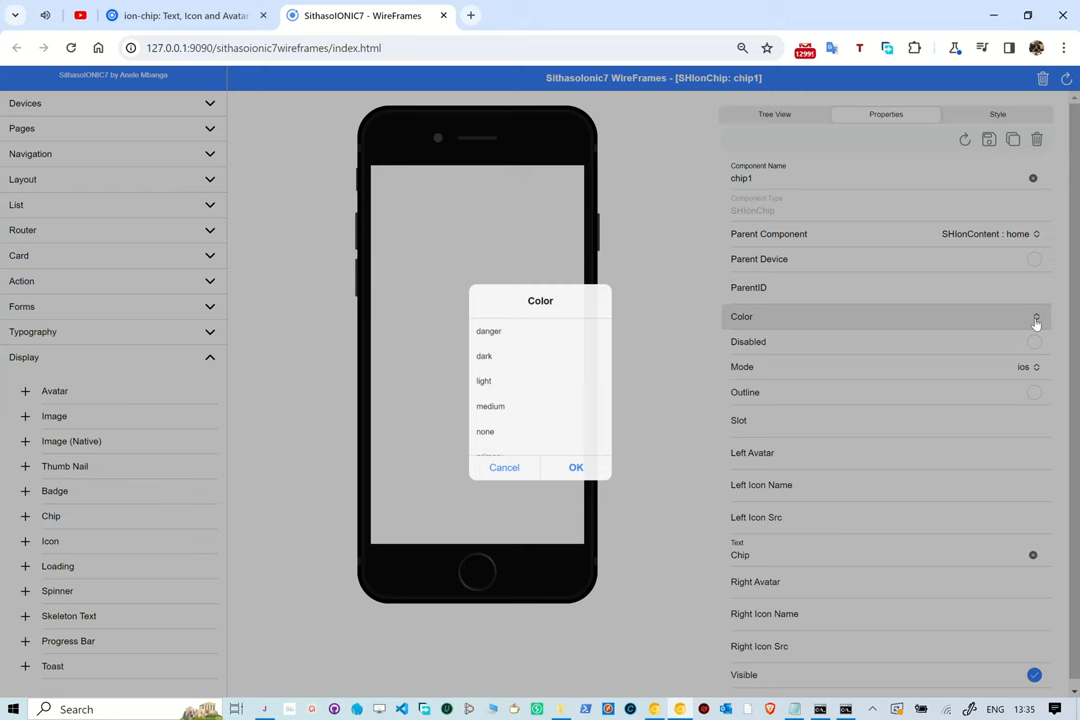 ion-chip: Text, Icon and Avatar
SithasoIONIC7 - WireFrames
127.0.0.1:9090/sithasoionic7wireframes/index.html
SithasoIONIC7 by Anele Mbanga
SithasoIonic7 WireFrames - [SHIonChip: chip1]
Devices
Pages
Navigation
Layout
List
Router
Card
Action
Forms
Typography
Display
Avatar
Image
Image (Native)
Thumb Nail
Badge
Chip
Icon
Loading
Spinner
Skeleton Text
Progress Bar
Toast
Color
danger
dark
light
medium
none
primary
Cancel
OK
Tree View
Properties
Style
Component Name
chip1
Component Type
SHIonChip
Parent Component
SHIonContent : home
Parent Device
ParentID
Color
Disabled
Mode
ios
Outline
Slot
Left Avatar
Left Icon Name
Left Icon Src
Text
Chip
Right Avatar
Right Icon Name
Right Icon Src
Visible
Search
ENG
13:35